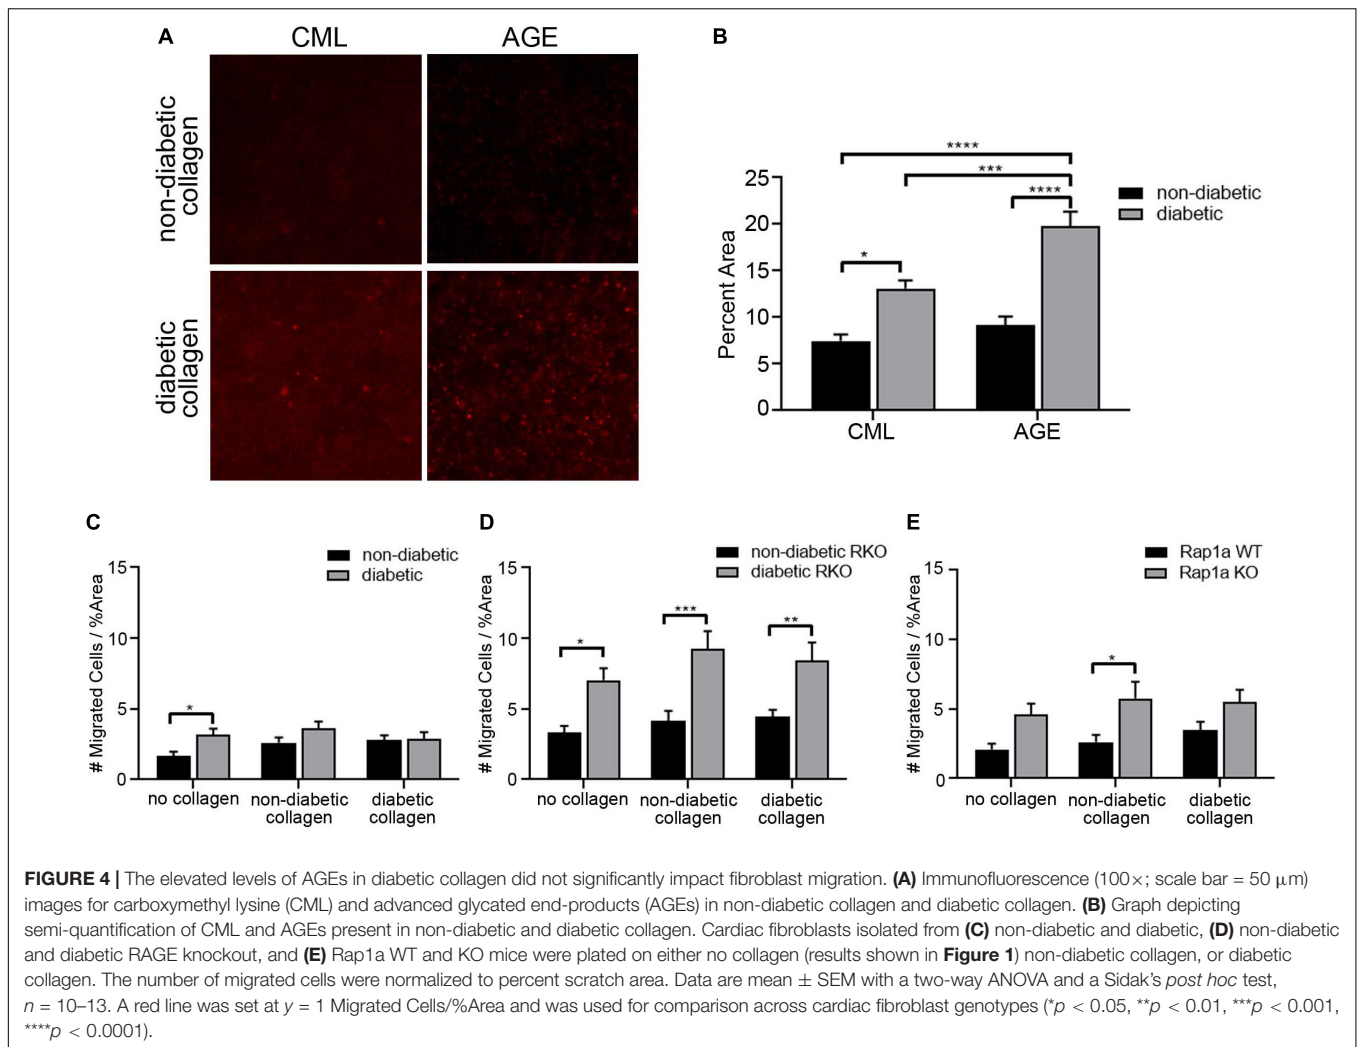 A
CML
AGE
non-diabetic
collagen
diabetic
collagen
B
****
***
****
*
non-diabetic
diabetic
25
20
15
10
5
0
Percent Area
CML
AGE
C
non-diabetic
diabetic
15
10
5
0
# Migrated Cells / %Area
*
no collagen
non-diabetic
collagen
diabetic
collagen
D
non-diabetic RKO
diabetic RKO
15
10
5
0
# Migrated Cells / %Area
*
***
**
no collagen
non-diabetic
collagen
diabetic
collagen
E
Rap1a WT
Rap1a KO
15
10
5
0
# Migrated Cells / %Area
*
no collagen
non-diabetic
collagen
diabetic
collagen
FIGURE 4 | The elevated levels of AGEs in diabetic collagen did not significantly impact fibroblast migration. (A) Immunofluorescence (100×; scale bar = 50 μm)
images for carboxymethyl lysine (CML) and advanced glycated end-products (AGEs) in non-diabetic collagen and diabetic collagen. (B) Graph depicting
semi-quantification of CML and AGEs present in non-diabetic and diabetic collagen. Cardiac fibroblasts isolated from (C) non-diabetic and diabetic, (D) non-diabetic
and diabetic RAGE knockout, and (E) Rap1a WT and KO mice were plated on either no collagen (results shown in Figure 1) non-diabetic collagen, or diabetic
collagen. The number of migrated cells were normalized to percent scratch area. Data are mean ± SEM with a two-way ANOVA and a Sidak's post hoc test,
n = 10–13. A red line was set at y = 1 Migrated Cells/%Area and was used for comparison across cardiac fibroblast genotypes (*p < 0.05, **p < 0.01, ***p < 0.001,
****p < 0.0001).